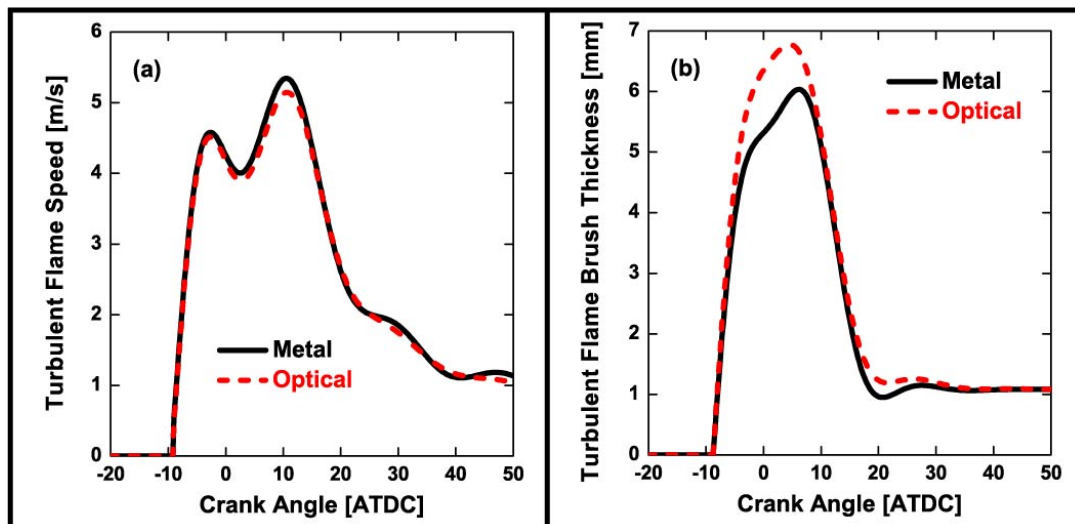 (a)
Turbulent Flame Speed [m/s]
6
5
4
3
2
1
0
Metal
Optical
-20 -10 0 10 20 30 40 50
Crank Angle [ATDC]
(b)
Turbulent Flame Brush Thickness [mm]
7
6
5
4
3
2
1
0
Metal
Optical
-20 -10 0 10 20 30 40 50
Crank Angle [ATDC]